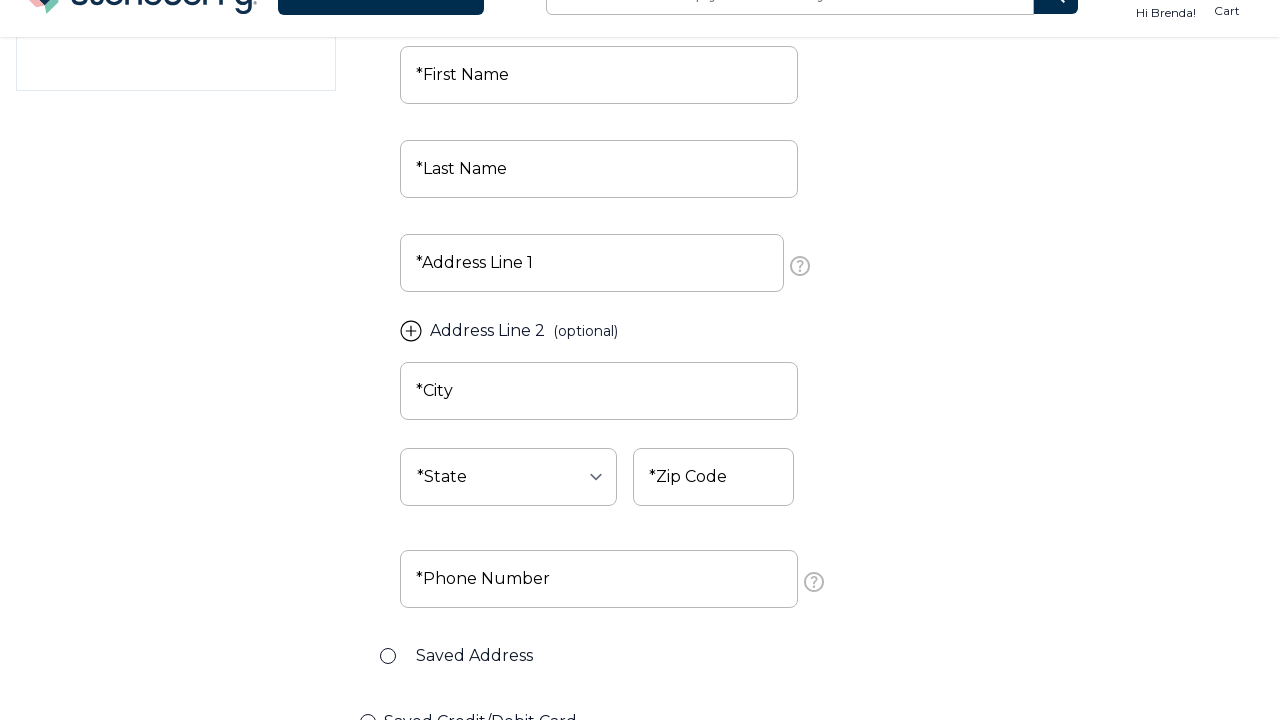 Hi Brenda!
Cart
*First Name
*Last Name
*Address Line 1
Address Line 2 (optional)
*City
*State
*Zip Code
*Phone Number
Saved Address
Saved Credit/Debit Card